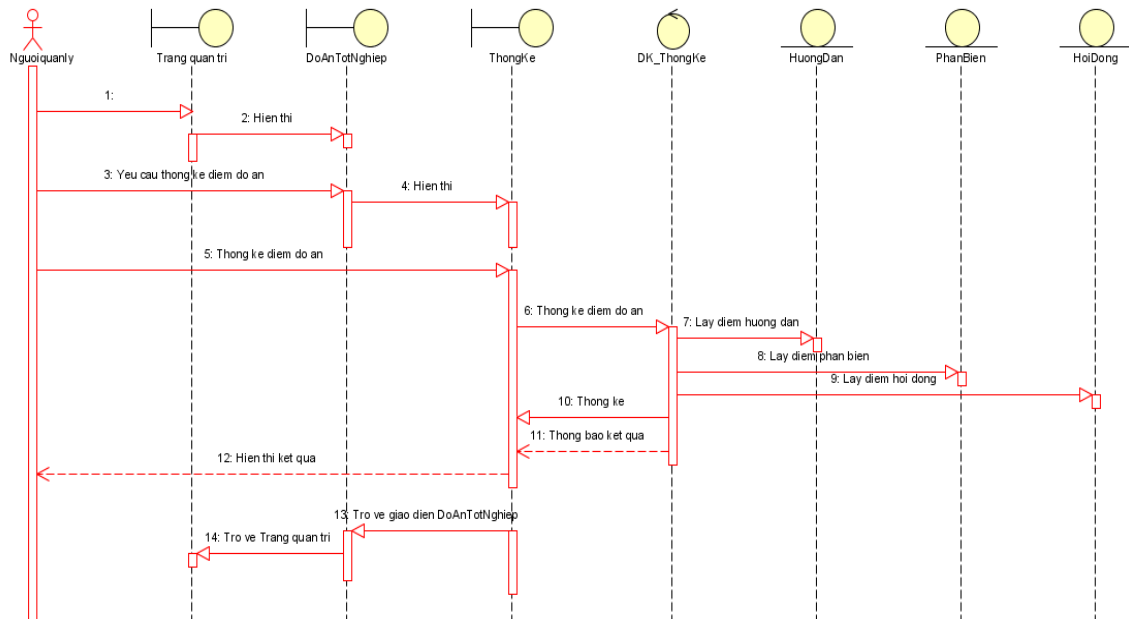 Nguoiquanly
Trang quan tri
DoAnTotNghiep
ThongKe
DK_ThongKe
HuongDan
PhanBien
HoiDong
1:
2: Hien thi
3: Yeu cau thong ke diem do an
4: Hien thi
5: Thong ke diem do an
6: Thong ke diem do an
7: Lay diem huong dan
8: Lay diem phan bien
9: Lay diem hoi dong
10: Thong ke
11: Thong bao ket qua
12: Hien thi ket qua
13: Tro ve giao dien DoAnTotNghiep
14: Tro ve Trang quan tri